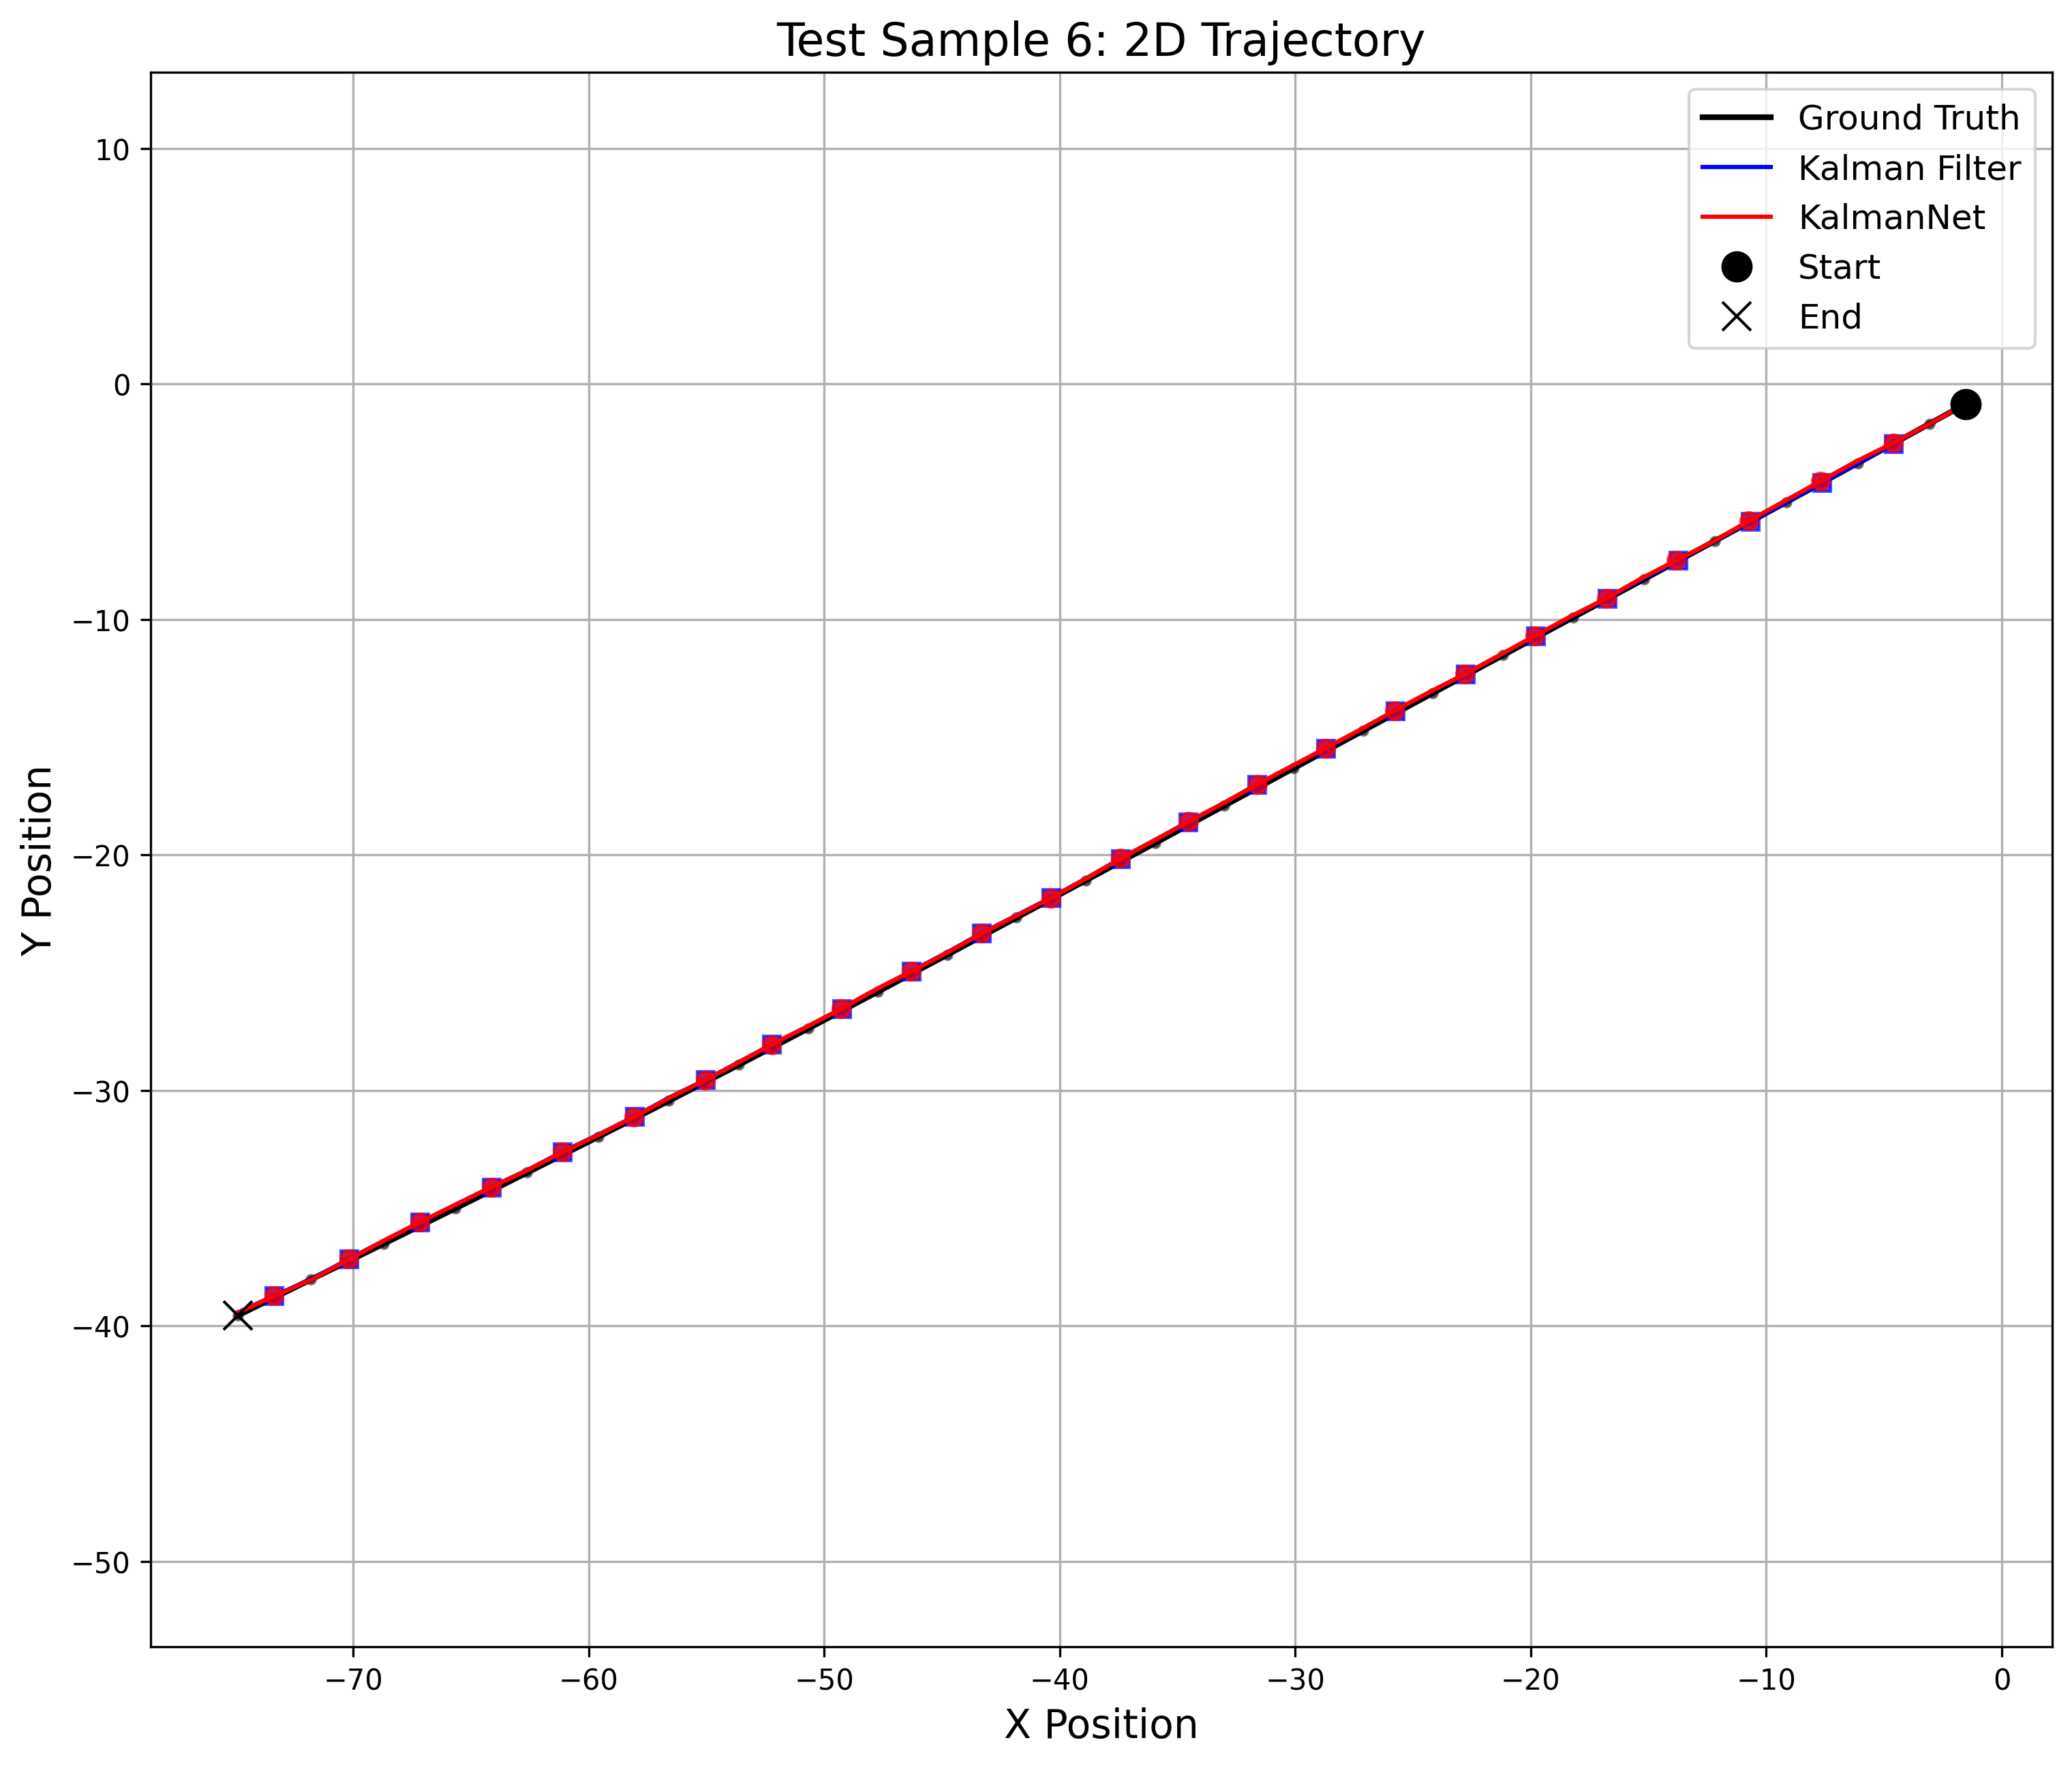 Test Sample 6: 2D Trajectory
Ground Truth
Kalman Filter
KalmanNet
Start
End
10
0
−10
−20
−30
−40
−50
Y Position
−70
−60
−50
−40
−30
−20
−10
0
X Position